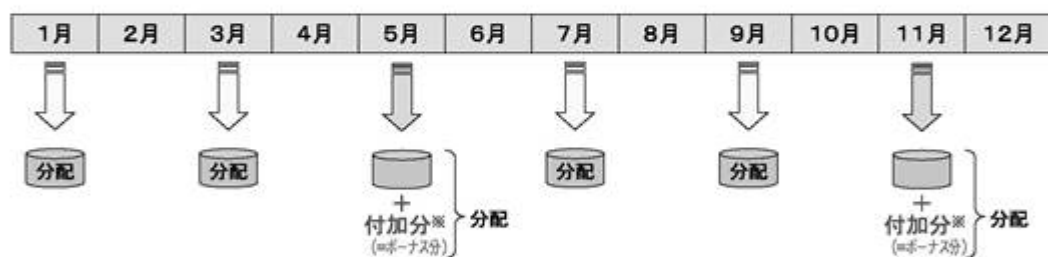 1月 2月 3月 4月 5月 6月 7月 8月 9月 10月 11月 12月
分配 分配 分配 分配
+ +
付加分※ 分配 付加分※ 分配
(=ボーナス分) (=ボーナス分)